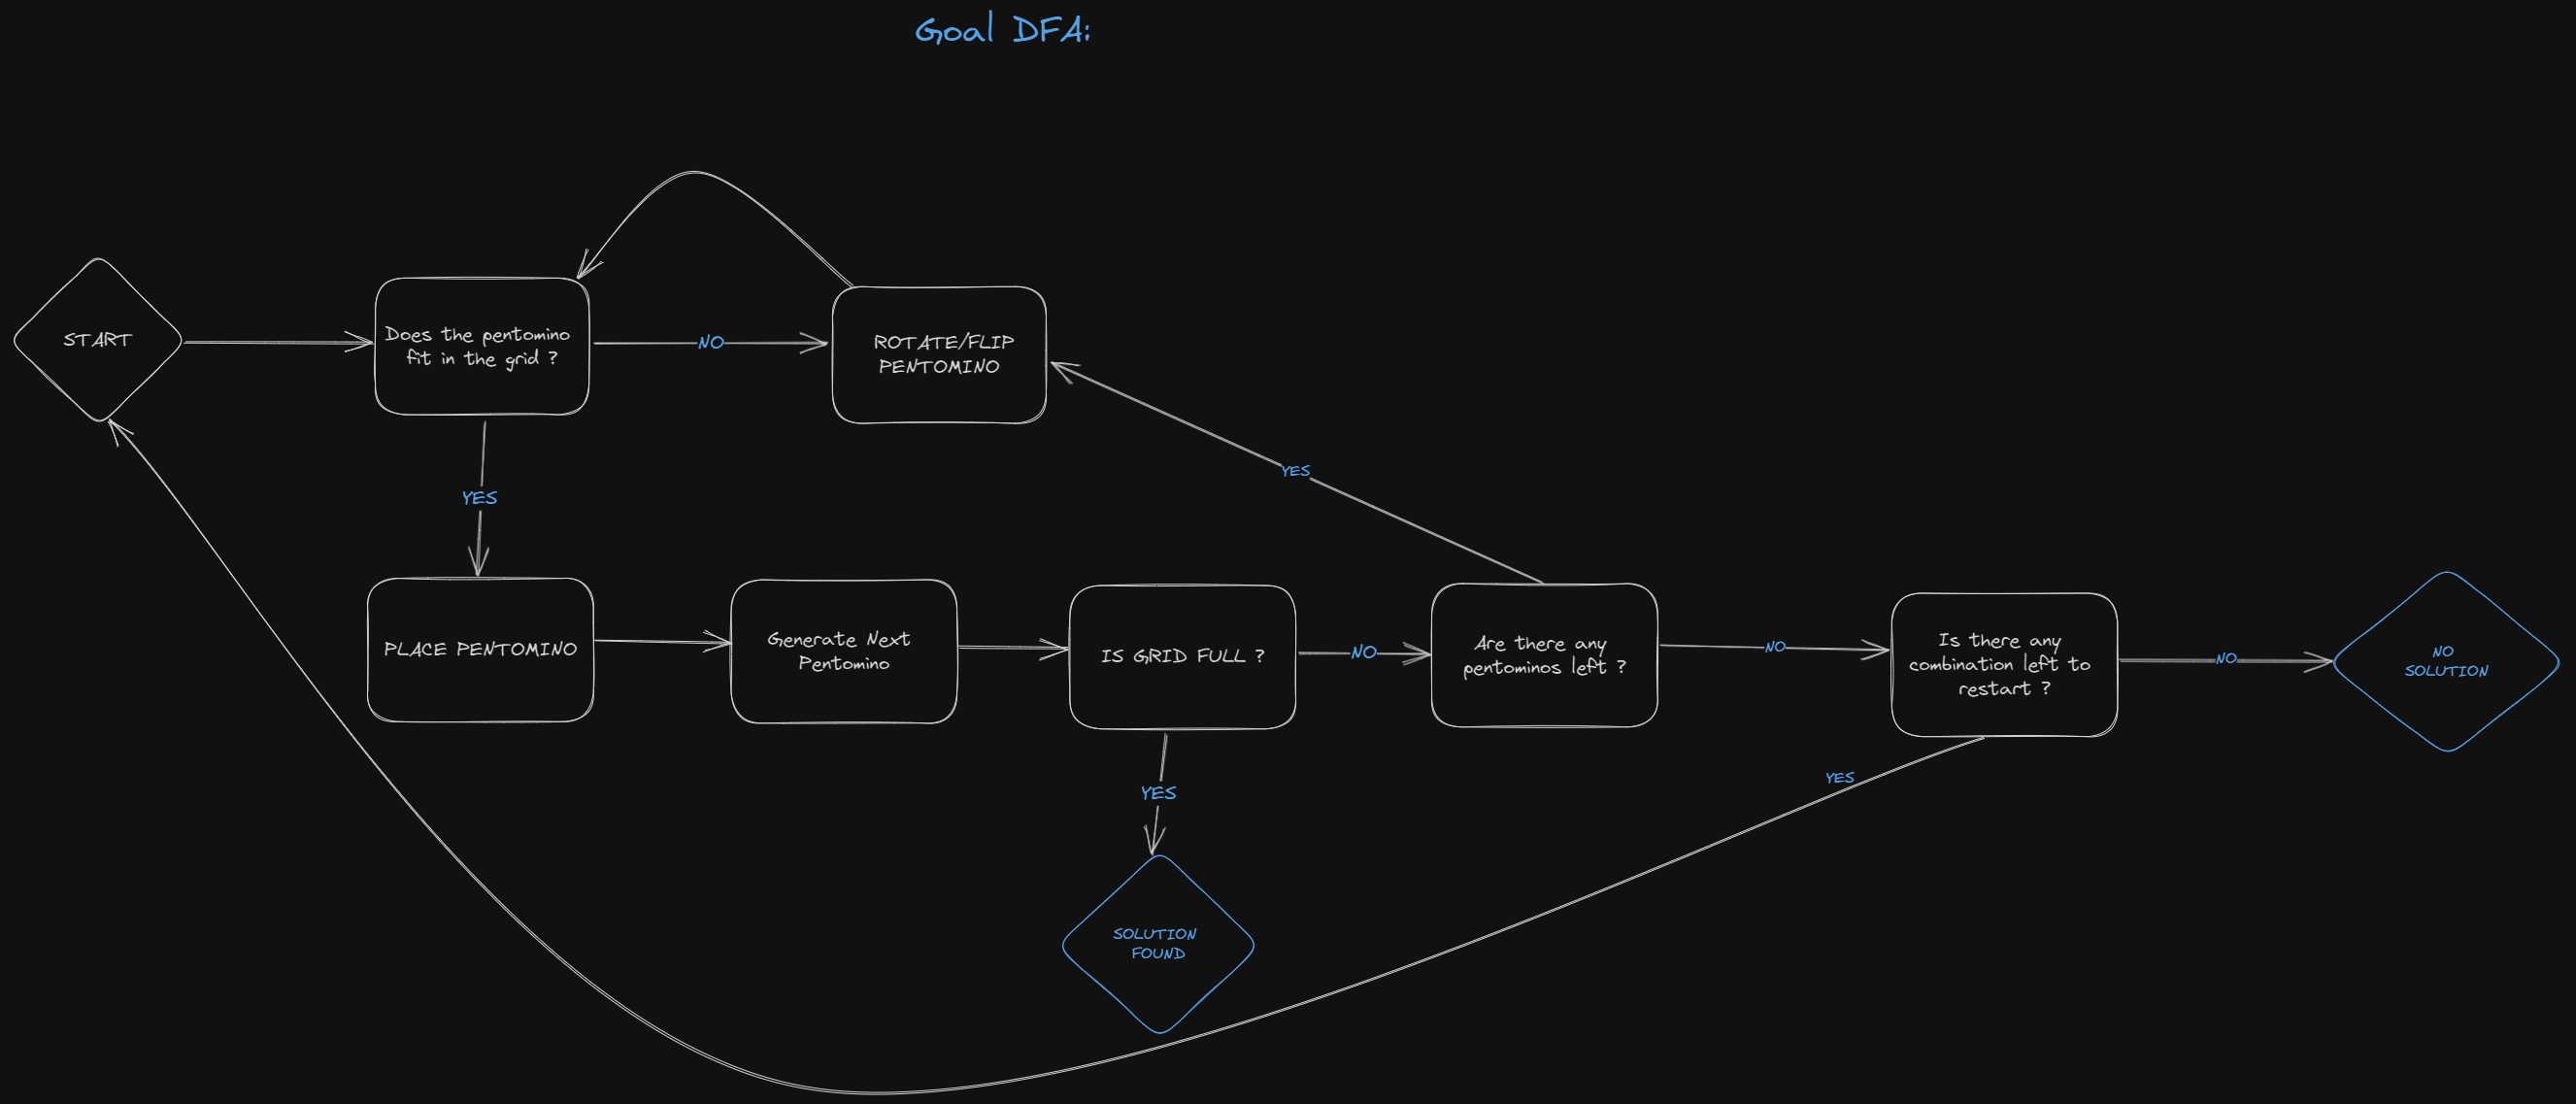 Goal DFA:
START
Does the pentomino
fit in the grid ?
NO
ROTATE/FLIP
PENTOMINO
YES
YES
PLACE PENTOMINO
Generate Next
Pentomino
IS GRID FULL ?
NO
Are there any
pentominos left ?
NO
Is there any
combination left to
restart ?
NO
NO
SOLUTION
YES
YES
SOLUTION
FOUND